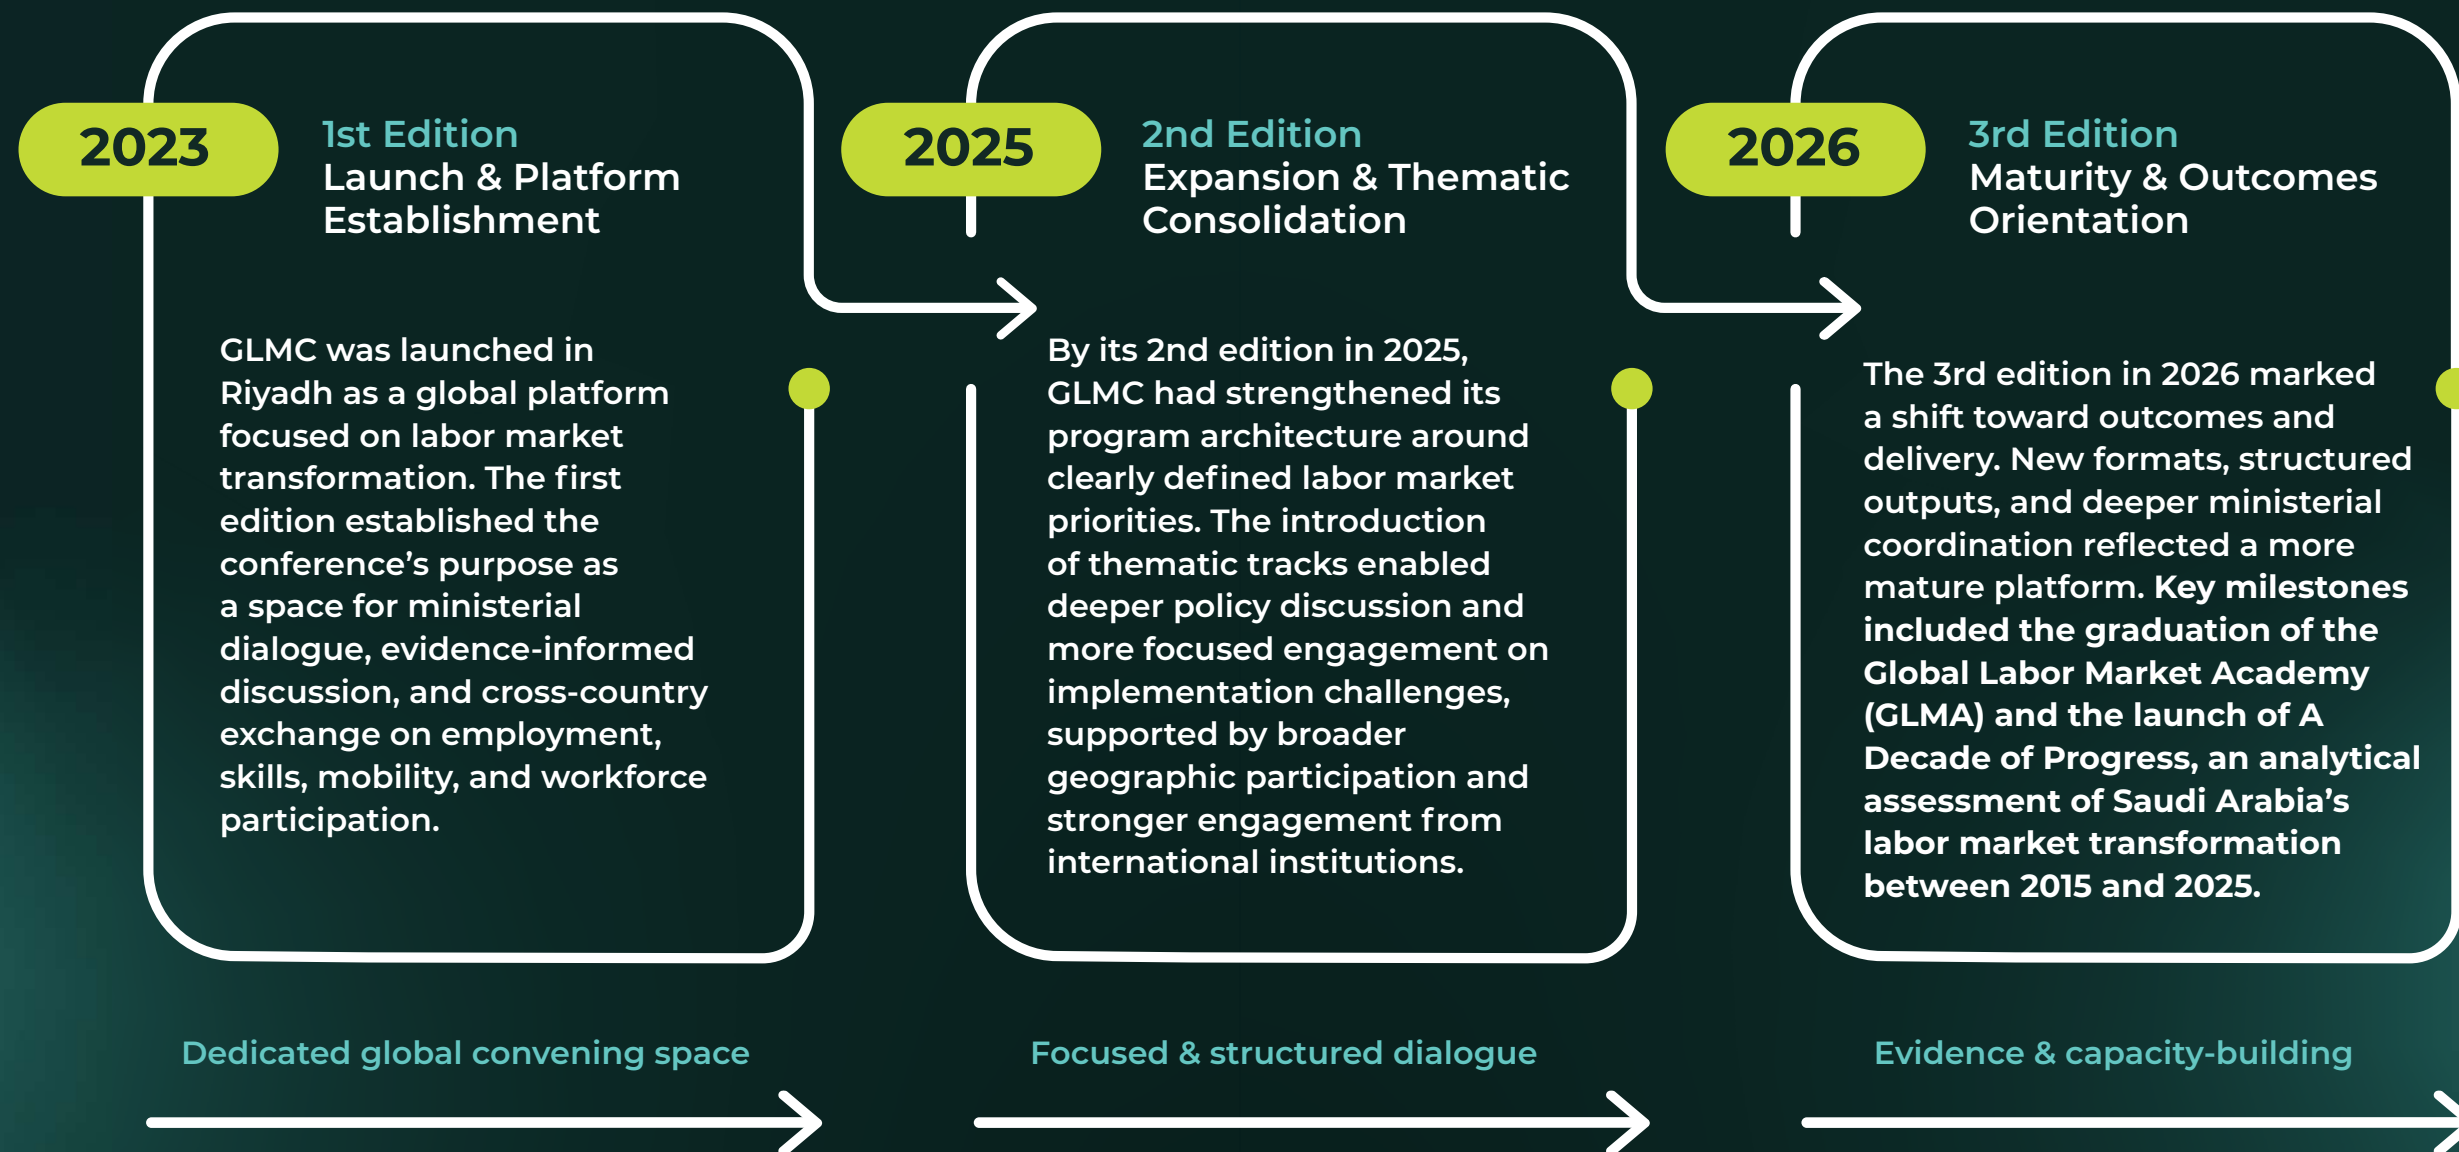 2023
1st Edition
Launch & Platform
Establishment
GLMC was launched in
Riyadh as a global platform
focused on labor market
transformation. The first
edition established the
conference’s purpose as
a space for ministerial
dialogue, evidence-informed
discussion, and cross-country
exchange on employment,
skills, mobility, and workforce
participation.
Dedicated global convening space
2025
2nd Edition
Expansion & Thematic
Consolidation
By its 2nd edition in 2025,
GLMC had strengthened its
program architecture around
clearly defined labor market
priorities. The introduction
of thematic tracks enabled
deeper policy discussion and
more focused engagement on
implementation challenges,
supported by broader
geographic participation and
stronger engagement from
international institutions.
Focused & structured dialogue
2026
3rd Edition
Maturity & Outcomes
Orientation
The 3rd edition in 2026 marked
a shift toward outcomes and
delivery. New formats, structured
outputs, and deeper ministerial
coordination reflected a more
mature platform. Key milestones
included the graduation of the
Global Labor Market Academy
(GLMA) and the launch of A
Decade of Progress, an analytical
assessment of Saudi Arabia’s
labor market transformation
between 2015 and 2025.
Evidence & capacity-building